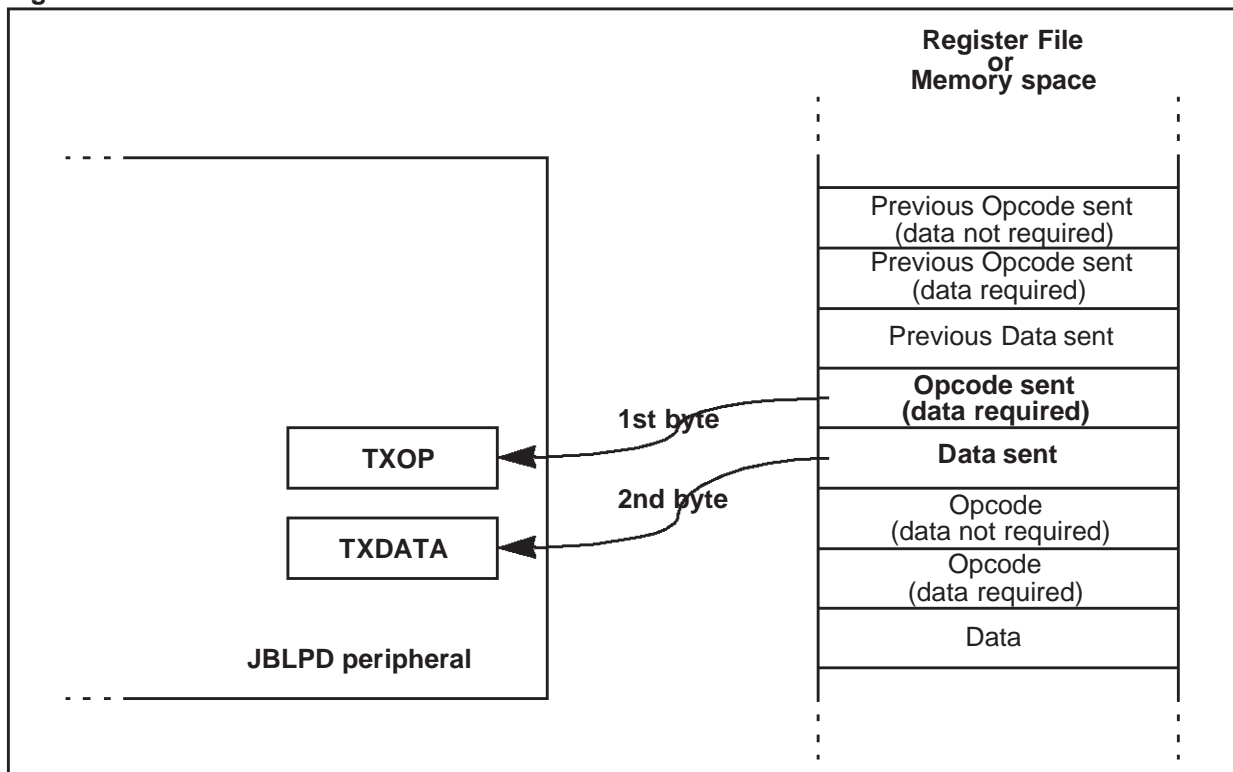 Register File
or
Memory space
Previous Opcode sent
(data not required)
Previous Opcode sent
(data required)
Previous Data sent
Opcode sent
(data required)
1st byte
TXOP
Data sent
2nd byte
Opcode
(data not required)
TXDATA
Opcode
(data required)
Data
JBLPD peripheral